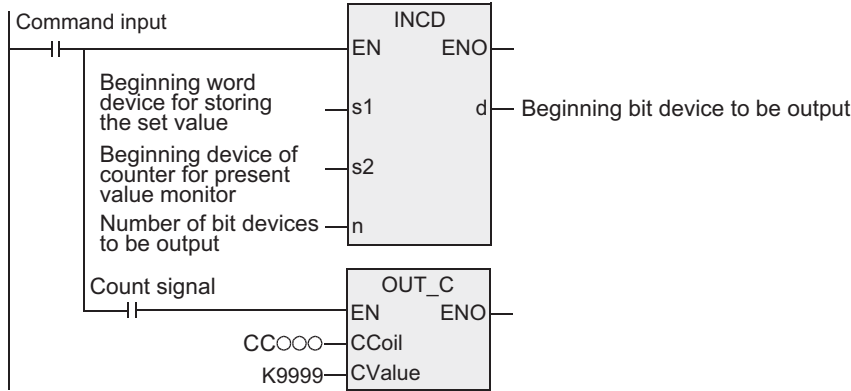 Command input
INCD
EN ENO
Beginning word
device for storing
the set value
s1 d Beginning bit device to be output
Beginning device of
counter for present
value monitor
s2
Number of bit devices
to be output
n
Count signal
OUT_C
EN ENO
CC○○○ CCoil
K9999 CValue